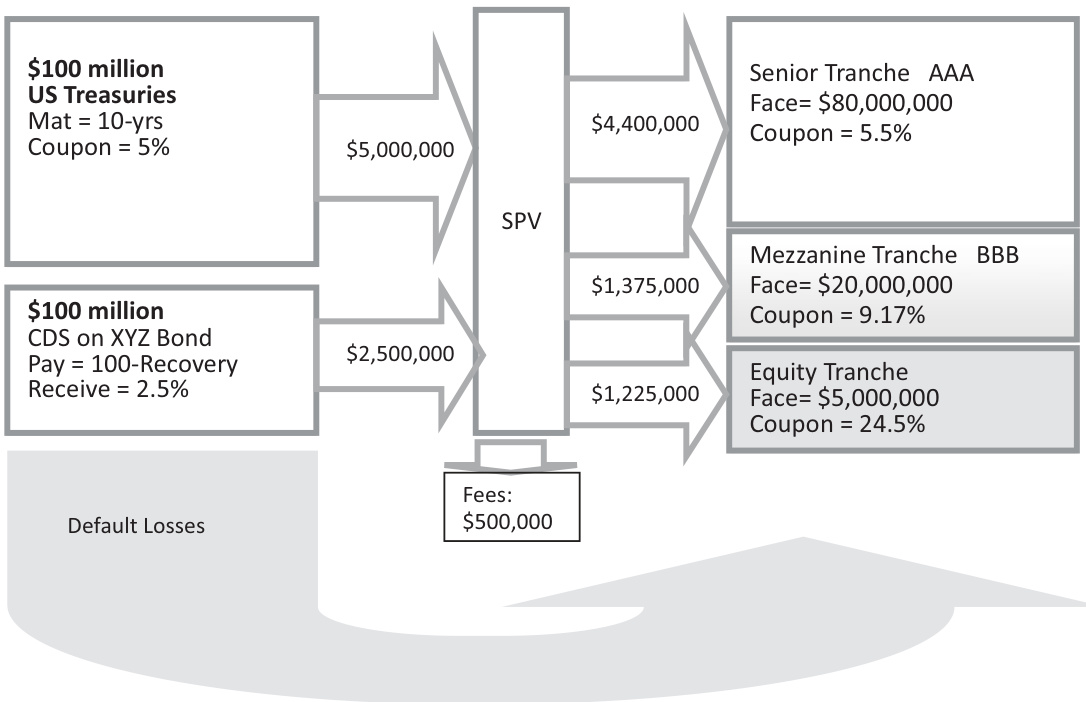 $100 million
US Treasuries
Mat = 10-yrs
Coupon = 5%
$5,000,000
$100 million
CDS on XYZ Bond
Pay = 100-Recovery
Receive = 2.5%
$2,500,000
SPV
Fees:
$500,000
$4,400,000
Senior Tranche AAA
Face= $80,000,000
Coupon = 5.5%
$1,375,000
Mezzanine Tranche BBB
Face= $20,000,000
Coupon = 9.17%
$1,225,000
Equity Tranche
Face= $5,000,000
Coupon = 24.5%
Default Losses